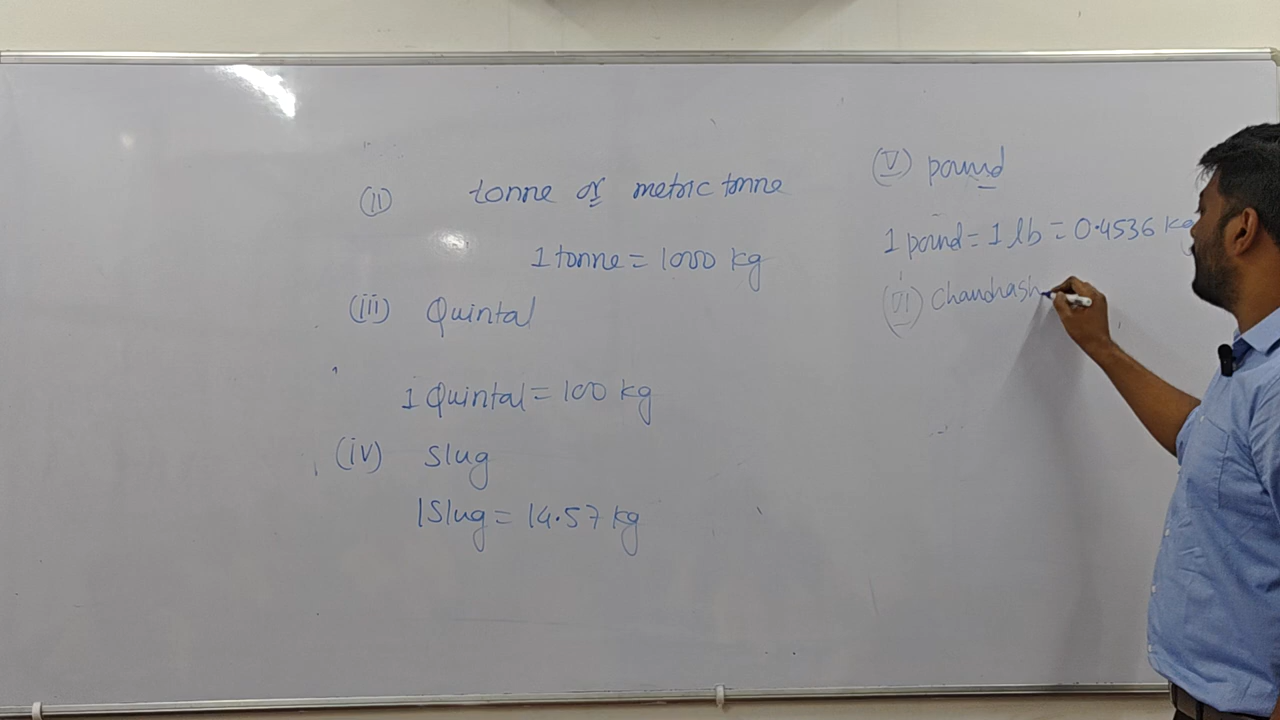 (ii) tonne or metric tonne
1 tonne = 1000 kg
(iii) Quintal
1 Quintal = 100 kg
(iv) Slug
1 Slug = 14.57 kg
(V) pound
1 pound = 1 lb = 0.4536 kg
(VI) Chandrash